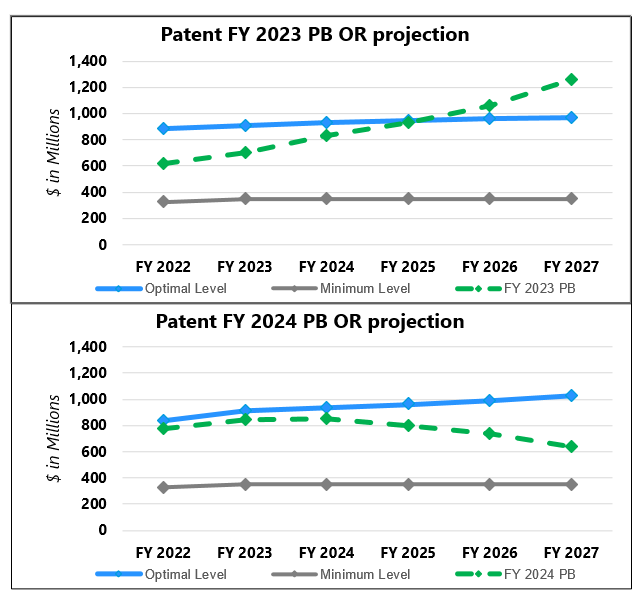 Patent FY 2023 PB OR projection
$ in Millions
1,400
1,200
1,000
800
600
400
200
0
FY 2022 FY 2023 FY 2024 FY 2025 FY 2026 FY 2027
Optimal Level Minimum Level FY 2023 PB
Patent FY 2024 PB OR projection
$ in Millions
1,400
1,200
1,000
800
600
400
200
0
FY 2022 FY 2023 FY 2024 FY 2025 FY 2026 FY 2027
Optimal Level Minimum Level FY 2024 PB